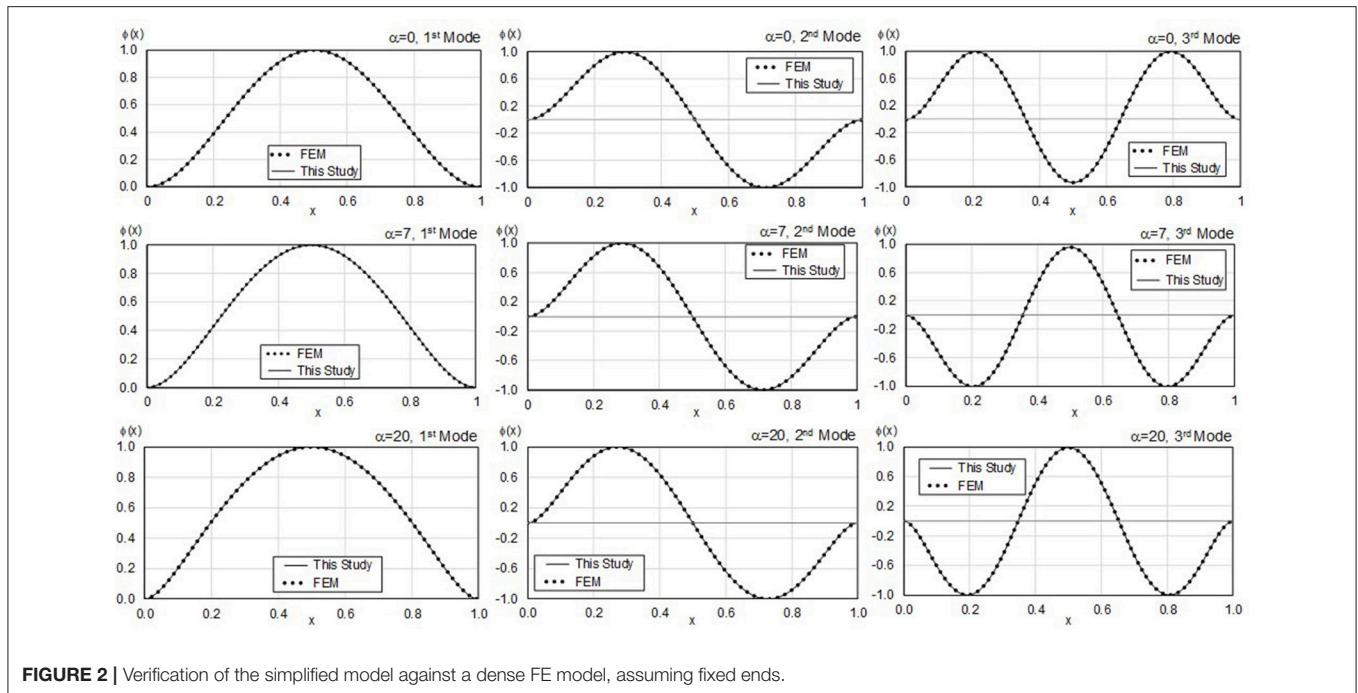 ϕ(x)
α=0, 1st Mode
1.0
0.8
0.6
0.4
0.2
0.0
FEM
This Study
0 0.2 0.4 0.6 0.8 1
x
ϕ(x)
α=0, 2nd Mode
1.0
0.6
0.2
-0.2
-0.6
-1.0
FEM
This Study
0 0.2 0.4 0.6 0.8 1
x
ϕ(x)
α=0, 3rd Mode
1.0
0.6
0.2
-0.2
-0.6
-1.0
FEM
This Study
0 0.2 0.4 0.6 0.8 1
x
ϕ(x)
α=7, 1st Mode
1.0
0.8
0.6
0.4
0.2
0.0
FEM
This Study
0 0.2 0.4 0.6 0.8 1
x
ϕ(x)
α=7, 2nd Mode
1.0
0.6
0.2
-0.2
-0.6
-1.0
FEM
This Study
0 0.2 0.4 0.6 0.8 1
x
ϕ(x)
α=7, 3rd Mode
1.0
0.6
0.2
-0.2
-0.6
-1.0
FEM
This Study
0 0.2 0.4 0.6 0.8 1
x
ϕ(x)
α=20, 1st Mode
1.0
0.8
0.6
0.4
0.2
0.0
This Study
FEM
0.0 0.2 0.4 0.6 0.8 1.0
x
ϕ(x)
α=20, 2nd Mode
1.0
0.6
0.2
-0.2
-0.6
-1.0
This Study
FEM
0.0 0.2 0.4 0.6 0.8 1.0
x
ϕ(x)
α=20, 3rd Mode
1.0
0.6
0.2
-0.2
-0.6
-1.0
This Study
FEM
0.0 0.2 0.4 0.6 0.8 1.0
x
FIGURE 2 | Verification of the simplified model against a dense FE model, assuming fixed ends.